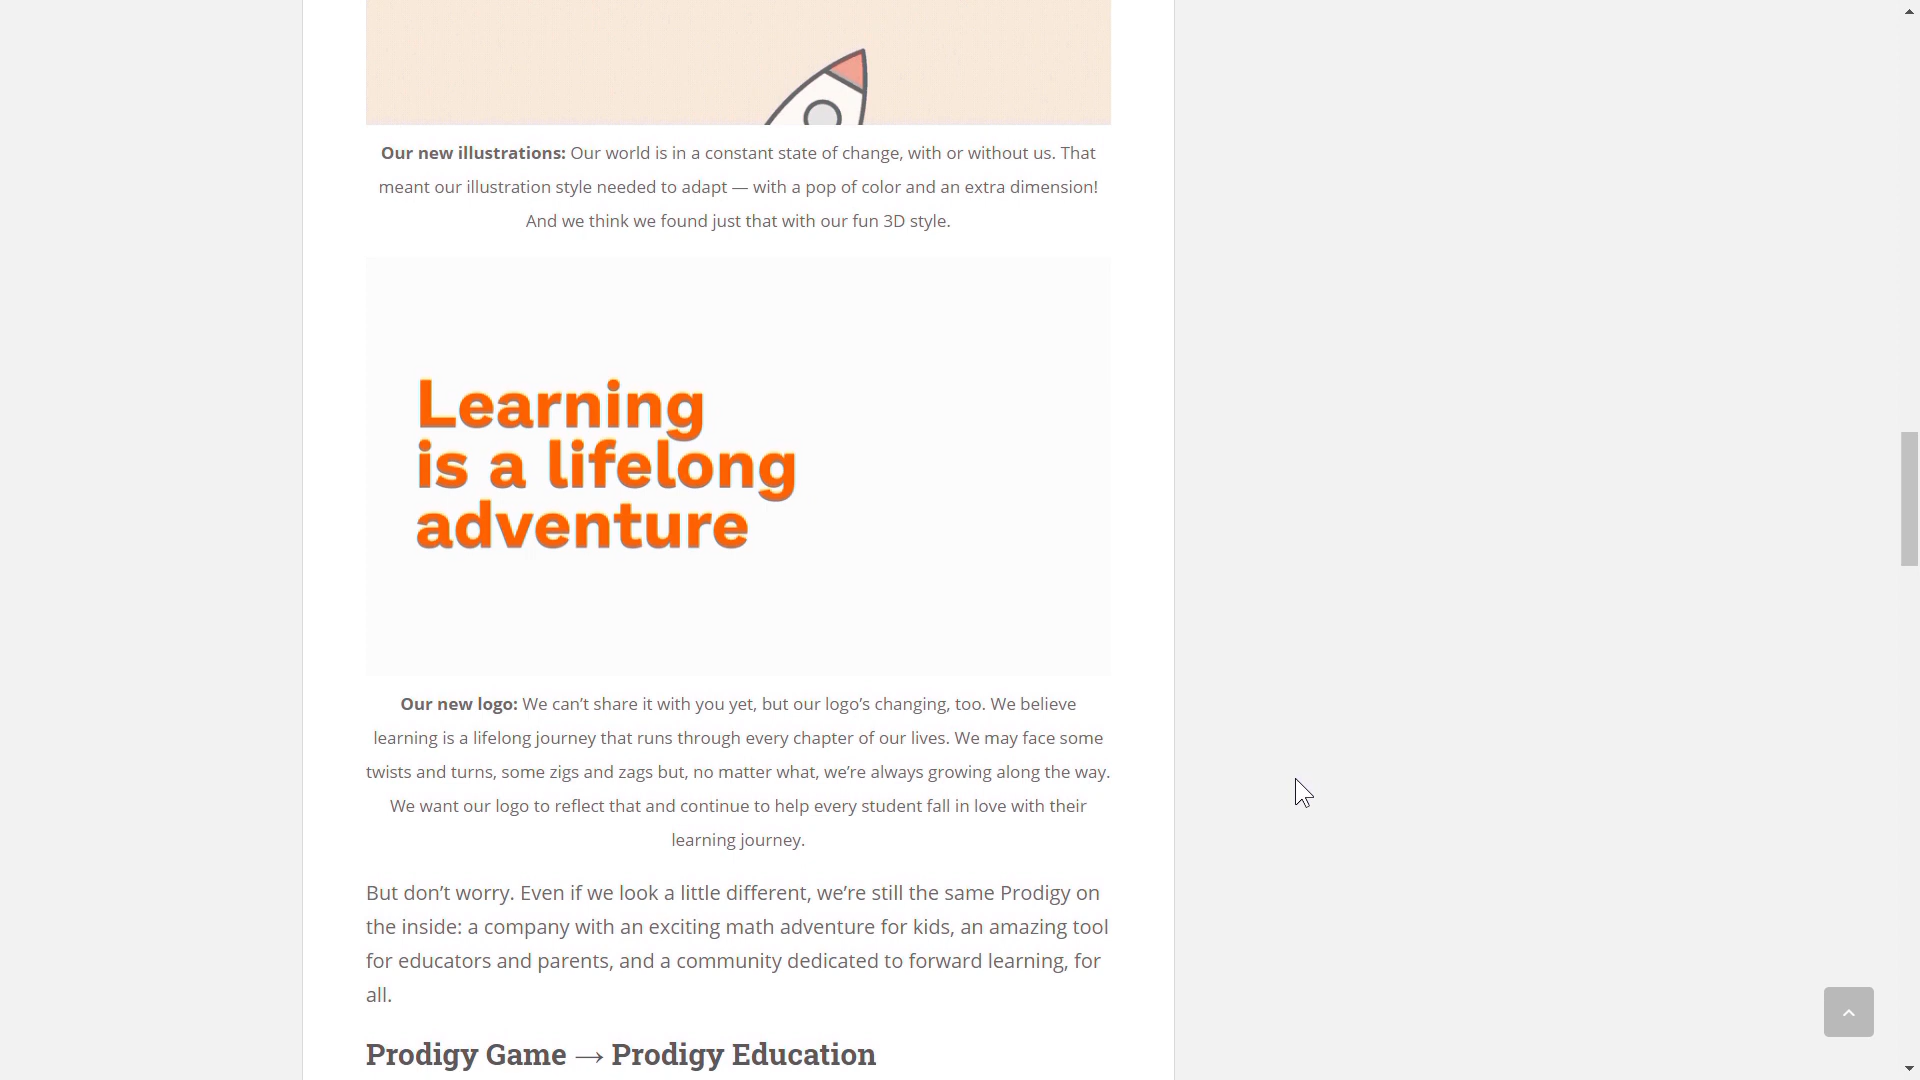 Our new illustrations: Our world is in a constant state of change, with or without us. That
meant our illustration style needed to adapt — with a pop of color and an extra dimension!
And we think we found just that with our fun 3D style.
Learning
is a lifelong
adventure
Our new logo: We can’t share it with you yet, but our logo’s changing, too. We believe
learning is a lifelong journey that runs through every chapter of our lives. We may face some
twists and turns, some zigs and zags but, no matter what, we’re always growing along the way.
We want our logo to reflect that and continue to help every student fall in love with their
learning journey.
But don’t worry. Even if we look a little different, we’re still the same Prodigy on
the inside: a company with an exciting math adventure for kids, an amazing tool
for educators and parents, and a community dedicated to forward learning, for
all.
Prodigy Game → Prodigy Education